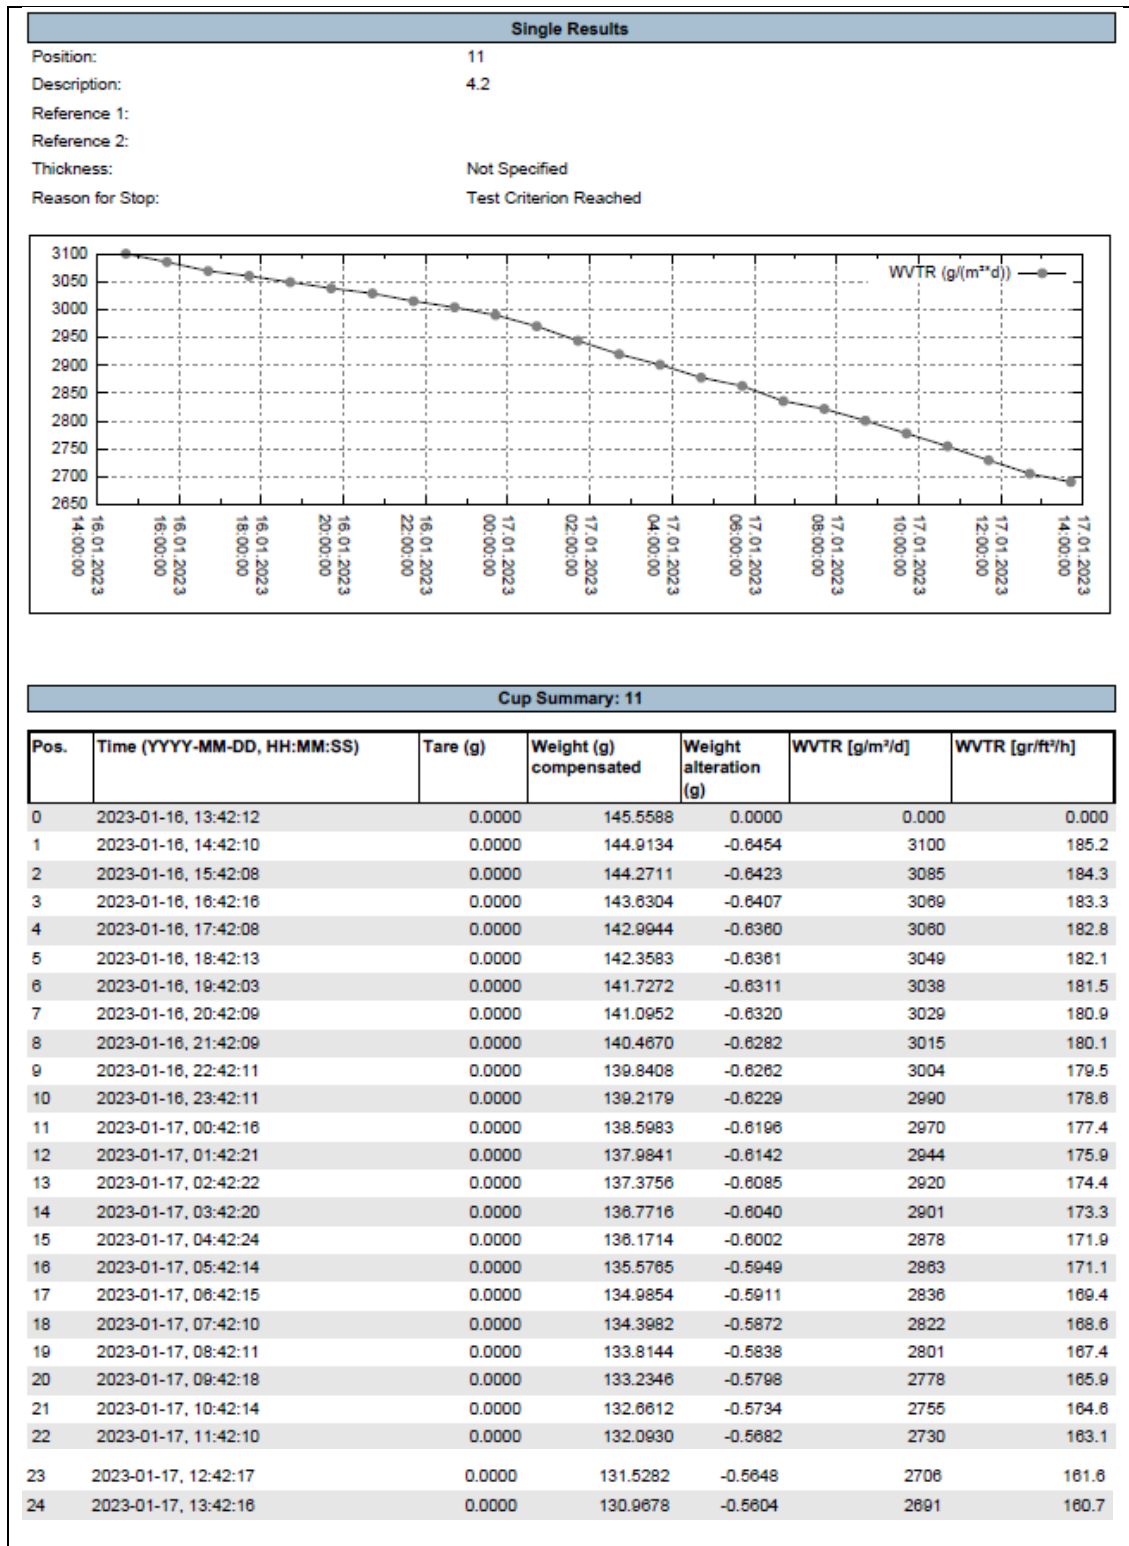 Single Results
Position: 11
Description: 4.2
Reference 1:
Reference 2:
Thickness: Not Specified
Reason for Stop: Test Criterion Reached
WVTR (g/(m²*d))
3100
3050
3000
2950
2900
2850
2800
2750
2700
2650
16.01.2023 14:00:00
16.01.2023 16:00:00
16.01.2023 18:00:00
16.01.2023 20:00:00
16.01.2023 22:00:00
17.01.2023 00:00:00
17.01.2023 02:00:00
17.01.2023 04:00:00
17.01.2023 06:00:00
17.01.2023 08:00:00
17.01.2023 10:00:00
17.01.2023 12:00:00
17.01.2023 14:00:00
Cup Summary: 11
Pos. Time (YYYY-MM-DD, HH:MM:SS) Tare (g) Weight (g) compensated Weight alteration (g) WVTR [g/m²/d] WVTR [gr/ft²/h]
0 2023-01-16, 13:42:12 0.0000 145.5588 0.0000 0.000 0.000
1 2023-01-16, 14:42:10 0.0000 144.9134 -0.6454 3100 185.2
2 2023-01-16, 15:42:08 0.0000 144.2711 -0.6423 3085 184.3
3 2023-01-16, 16:42:16 0.0000 143.6304 -0.6407 3069 183.3
4 2023-01-16, 17:42:08 0.0000 142.9944 -0.6360 3060 182.8
5 2023-01-16, 18:42:13 0.0000 142.3583 -0.6361 3049 182.1
6 2023-01-16, 19:42:03 0.0000 141.7272 -0.6311 3038 181.5
7 2023-01-16, 20:42:09 0.0000 141.0952 -0.6320 3029 180.9
8 2023-01-16, 21:42:09 0.0000 140.4670 -0.6282 3015 180.1
9 2023-01-16, 22:42:11 0.0000 139.8408 -0.6262 3004 179.5
10 2023-01-16, 23:42:11 0.0000 139.2179 -0.6229 2990 178.6
11 2023-01-17, 00:42:16 0.0000 138.5983 -0.6196 2970 177.4
12 2023-01-17, 01:42:21 0.0000 137.9841 -0.6142 2944 175.9
13 2023-01-17, 02:42:22 0.0000 137.3756 -0.6085 2920 174.4
14 2023-01-17, 03:42:20 0.0000 136.7716 -0.6040 2901 173.3
15 2023-01-17, 04:42:24 0.0000 136.1714 -0.6002 2878 171.9
16 2023-01-17, 05:42:14 0.0000 135.5765 -0.5949 2863 171.1
17 2023-01-17, 06:42:15 0.0000 134.9854 -0.5911 2836 169.4
18 2023-01-17, 07:42:10 0.0000 134.3982 -0.5872 2822 168.6
19 2023-01-17, 08:42:11 0.0000 133.8144 -0.5838 2801 167.4
20 2023-01-17, 09:42:18 0.0000 133.2346 -0.5798 2778 165.9
21 2023-01-17, 10:42:14 0.0000 132.6612 -0.5734 2755 164.6
22 2023-01-17, 11:42:10 0.0000 132.0930 -0.5682 2730 163.1
23 2023-01-17, 12:42:17 0.0000 131.5282 -0.5648 2706 161.6
24 2023-01-17, 13:42:16 0.0000 130.9678 -0.5604 2691 160.7